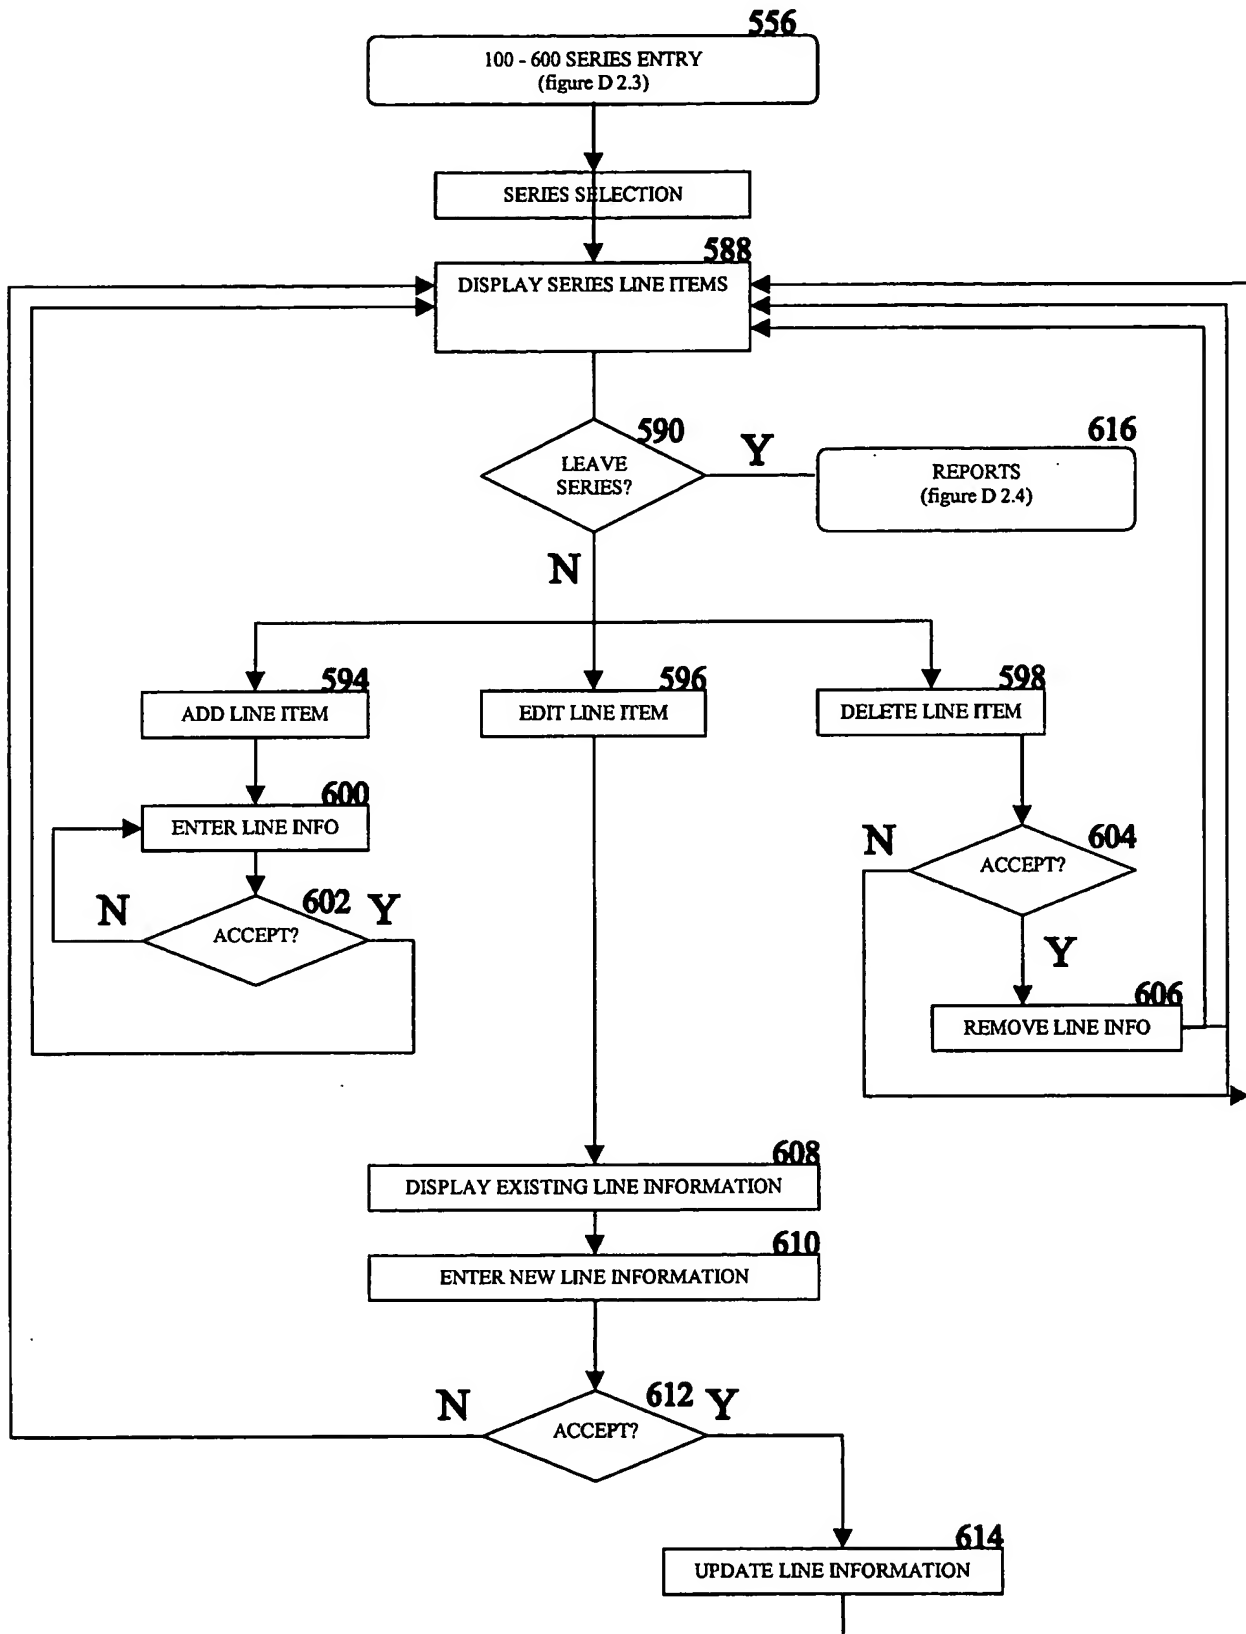 556
100 - 600 SERIES ENTRY
(figure D 2.3)
SERIES SELECTION
588
DISPLAY SERIES LINE ITEMS
590
LEAVE
SERIES?
Y
616
REPORTS
(figure D 2.4)
N
594
ADD LINE ITEM
596
EDIT LINE ITEM
598
DELETE LINE ITEM
600
ENTER LINE INFO
N
602
Y
ACCEPT?
N
604
ACCEPT?
Y
606
REMOVE LINE INFO
608
DISPLAY EXISTING LINE INFORMATION
610
ENTER NEW LINE INFORMATION
N
612
Y
ACCEPT?
614
UPDATE LINE INFORMATION